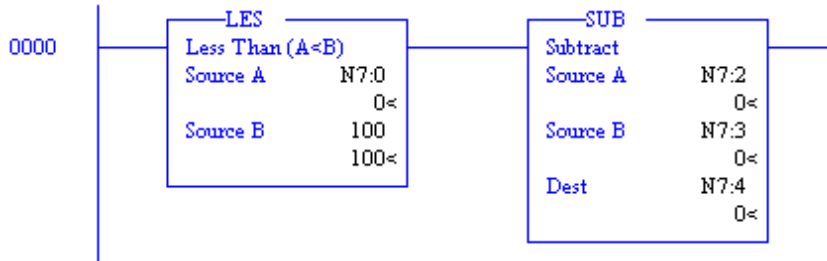 LES
SUB
0000
Less Than (A<B)
Subtract
Source A N7:0
Source A N7:2
0<
0<
Source B 100
Source B N7:3
100<
0<
Dest N7:4
0<